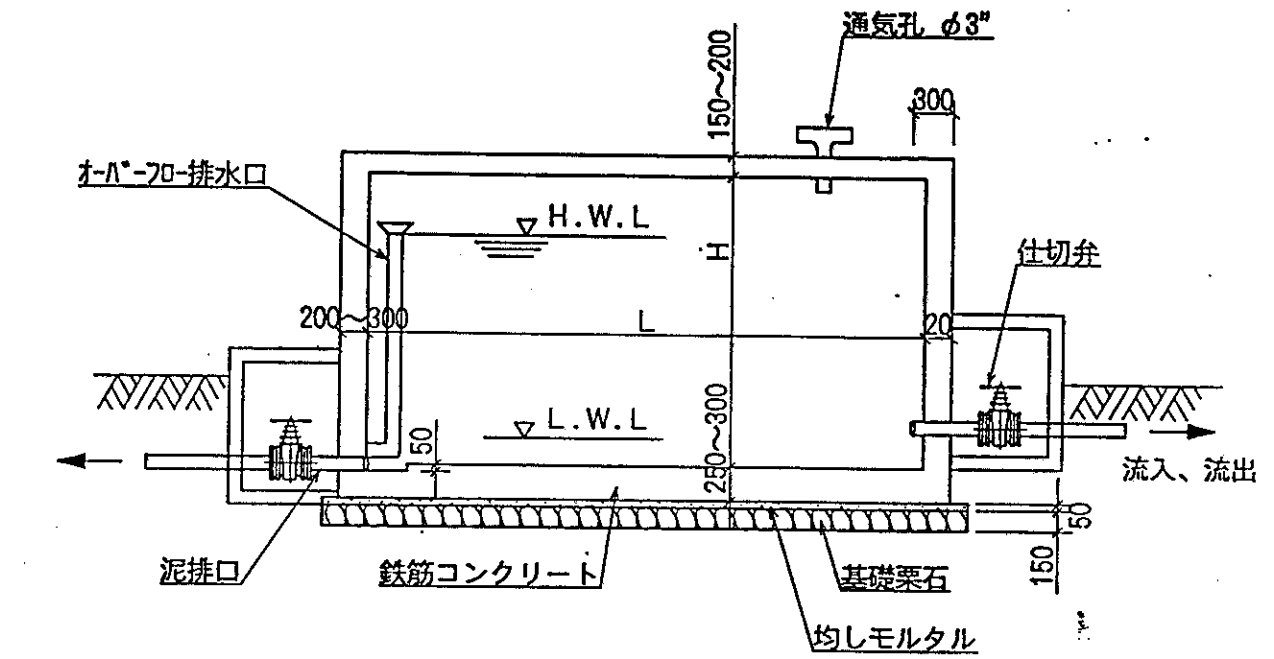 通気孔 φ3"
150～200
300
オーバーフロー排水口
H.W.L
H
仕切弁
200～300
L
20
L.W.L
50
250～300
流入、流出
50
150
泥排口
鉄筋コンクリート
基礎栗石
均しモルタル